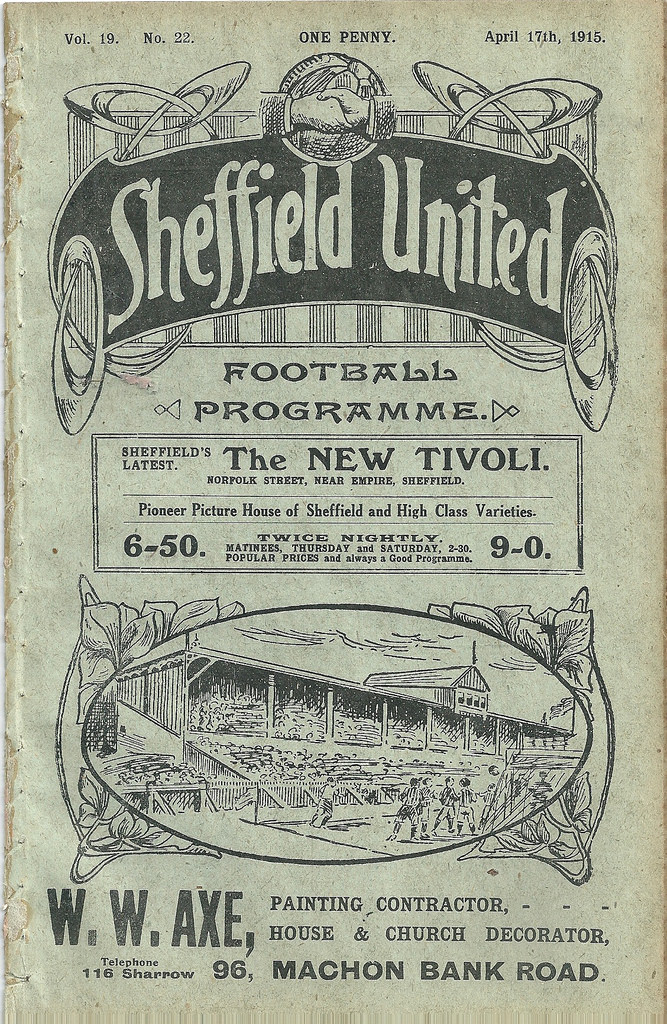 Vol. 19. No. 22. ONE PENNY. April 17th, 1915.
Sheffield United
FOOTBALL
PROGRAMME.
SHEFFIELD'S
LATEST.
The NEW TIVOLI.
NORFOLK STREET, NEAR EMPIRE, SHEFFIELD.
Pioneer Picture House of Sheffield and High Class Varieties.
6-50.
TWICE NIGHTLY.
MATINEES, THURSDAY and SATURDAY, 2-30.
POPULAR PRICES and always a Good Programme.
9-0.
W. W. AXE,
PAINTING CONTRACTOR, - - -
HOUSE & CHURCH DECORATOR,
Telephone
116 Sharrow
96, MACHON BANK ROAD.